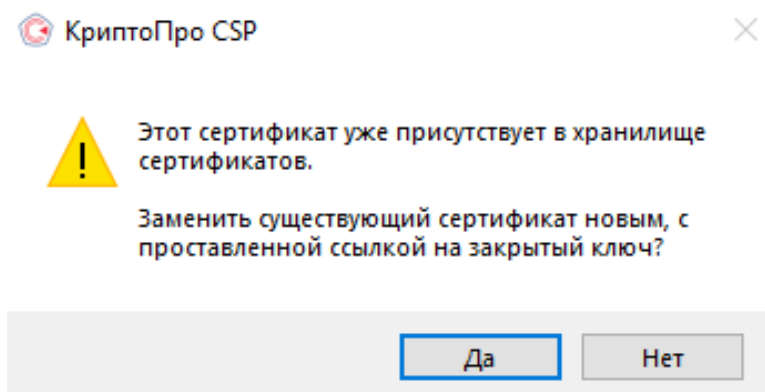 КриптоПро CSP
Этот сертификат уже присутствует в хранилище
сертификатов.
Заменить существующий сертификат новым, с
проставленной ссылкой на закрытый ключ?
Да
Нет